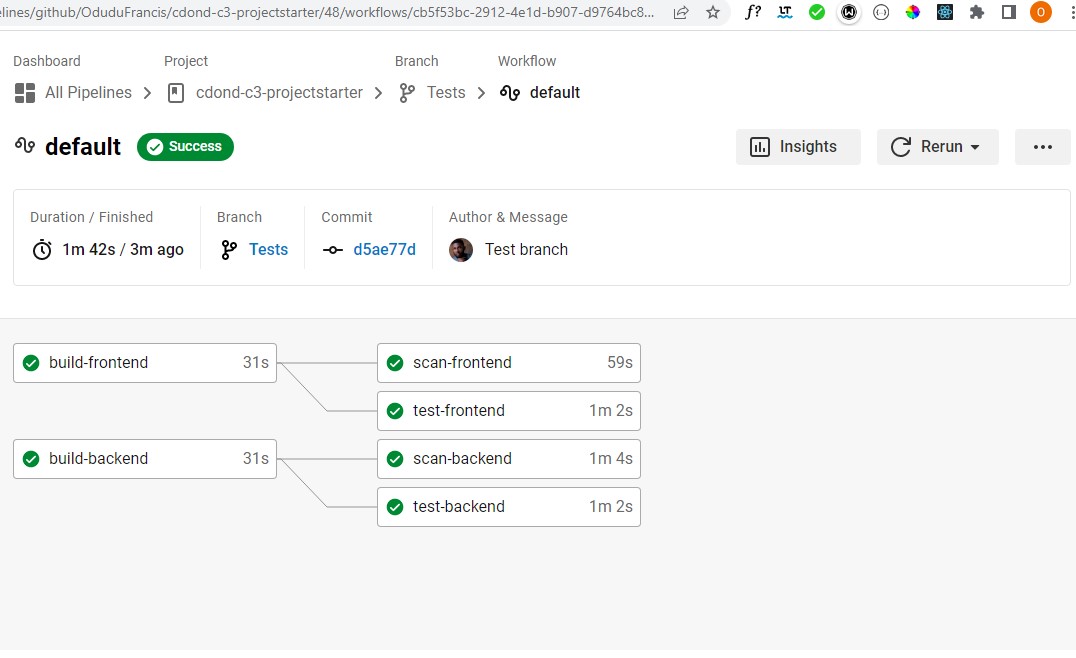 elines/github/OduduFrancis/cdond-c3-projectstarter/48/workflows/cb5f53bc-2912-4e1d-b907-d9764bc8...
f? LT W O
Dashboard Project Branch Workflow
All Pipelines cdond-c3-projectstarter Tests default
default Success Insights Rerun
Duration / Finished Branch Commit Author & Message
1m 42s / 3m ago Tests d5ae77d Test branch
build-frontend 31s scan-frontend 59s
test-frontend 1m 2s
build-backend 31s scan-backend 1m 4s
test-backend 1m 2s